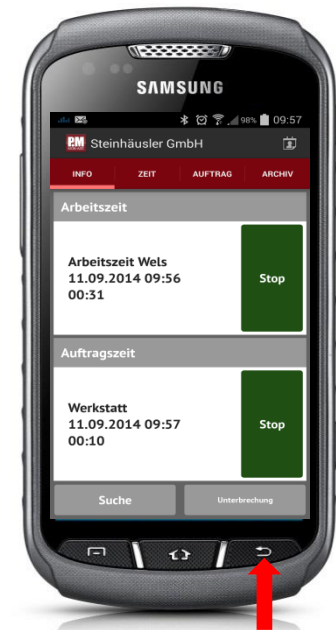 SAMSUNG
98% 09:57
PM Steinhäusler GmbH
INFO ZEIT AUFTRAG ARCHIV
Arbeitszeit
Arbeitszeit Wels
11.09.2014 09:56
00:31
Stop
Auftragszeit
Werkstatt
11.09.2014 09:57
00:10
Stop
Suche Unterbrechung